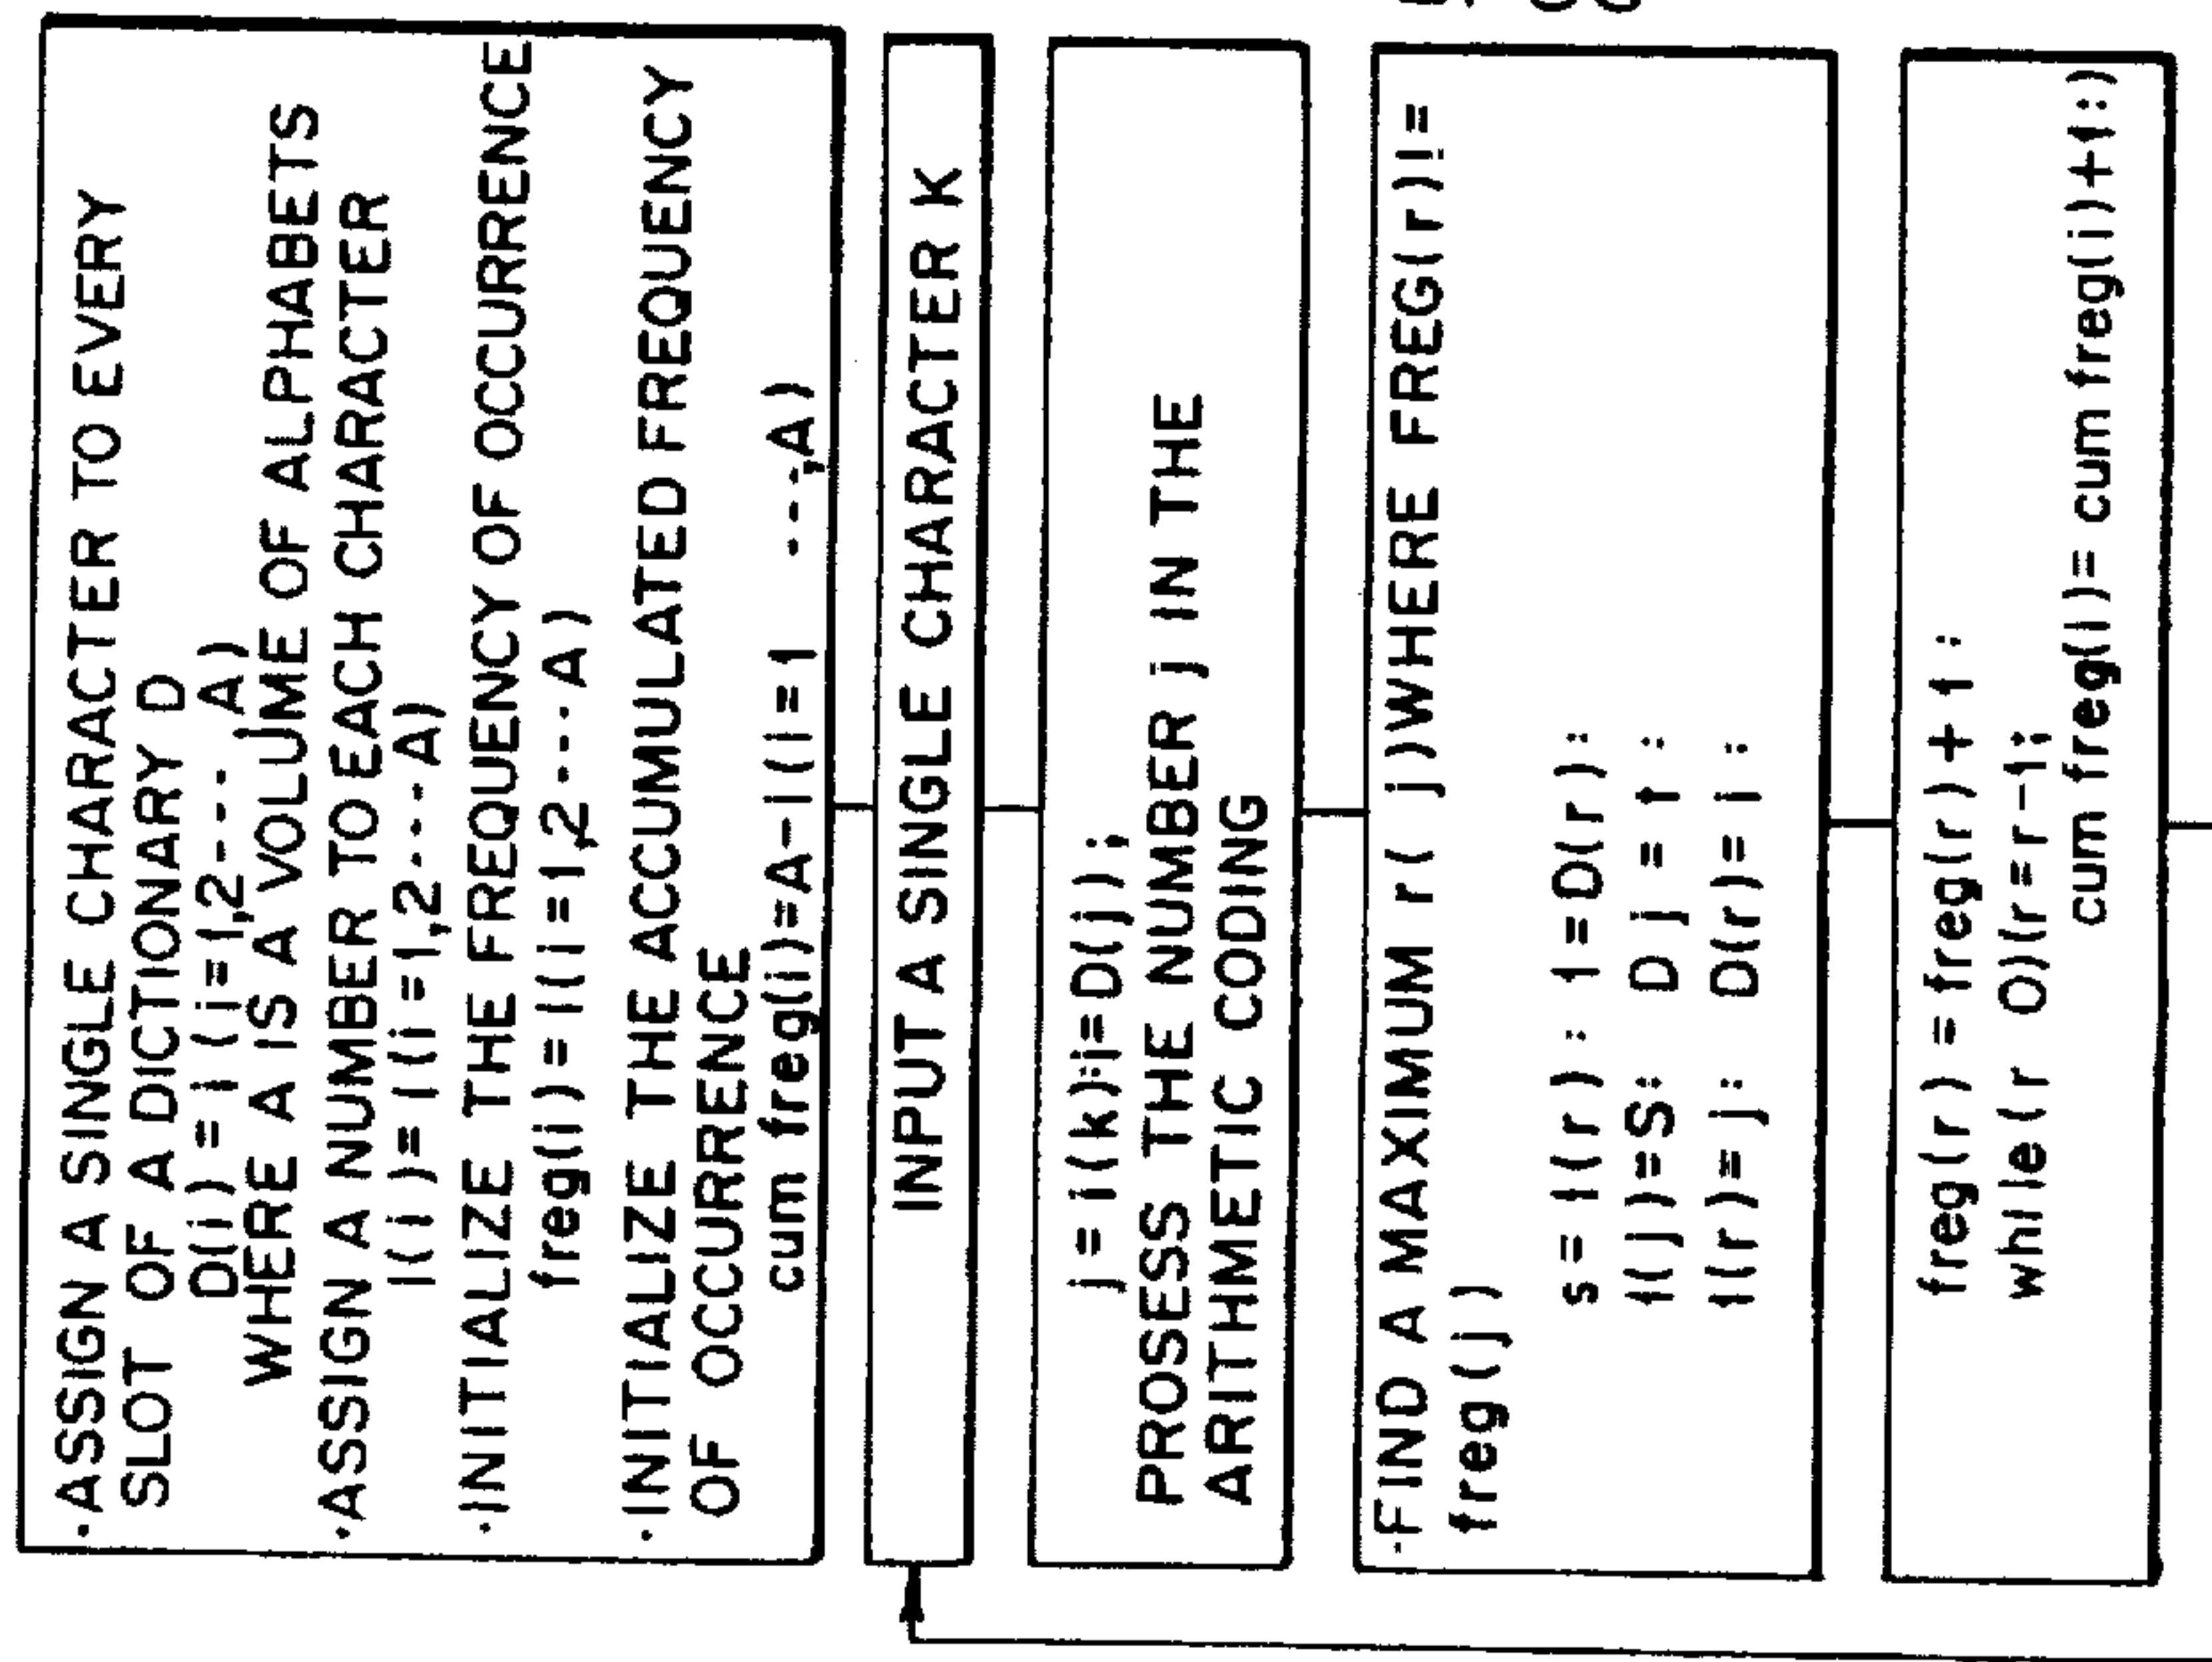 ·ASSIGN A SINGLE CHARACTER TO EVERY
SLOT OF A DICTIONARY D
D(i) = i (i=1,2---- A)
WHERE A IS A VOLUME OF ALPHABETS
·ASSIGN A NUMBER TO EACH CHARACTER
I(i)= i(i=1,2---A)
·INITIALIZE THE FREQUENCY OF OCCURRENCE
freg(i)=1(i=1,2---A)
·INITIALIZE THE ACCUMULATED FREQUENCY
OF OCCURRENCE
cum freg(i)=A-i(i=1 ---,A)
INPUT A SINGLE CHARACTER K
j=i(k):i=D(j);
PROSESS THE NUMBER j IN THE
ARITHMETIC CODING
·FIND A MAXIMUM r( j)WHERE FREG(r)!=
freg(j)
s= I(r): t=D(r):
I(j)=S: D j = t:
I(r)=j: D(r)=i:
freg(r)=freg(r)+1:
while(r 0)(r=r-1;
cum freg(i)= cum freg(i)+1:)